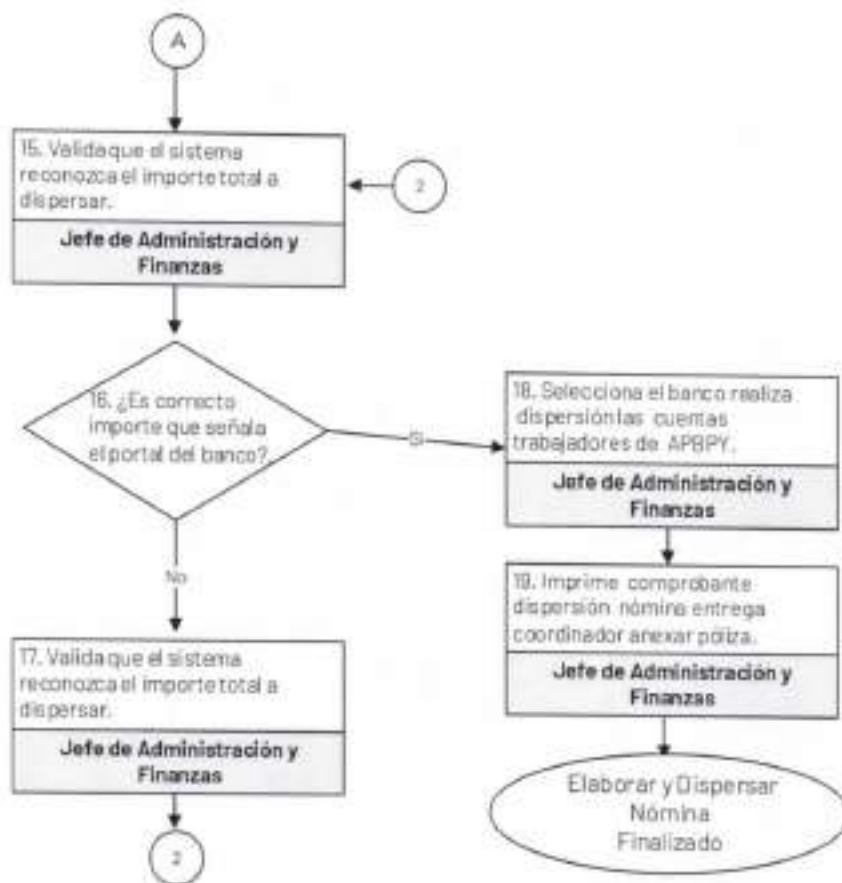 A
15. Valida que el sistema
reconozca el importe total a
dispersar.
2
Jefe de Administración y
Finanzas
16. ¿Es correcto
importe que señala
el portal del banco?
Si
No
18. Selecciona el banco realiza
dispersión las cuentas
trabajadores de APBPY.
Jefe de Administración y
Finanzas
19. Imprime comprobante
dispersión nómina entrega
coordinador anexar póliza.
Jefe de Administración y
Finanzas
17. Valida que el sistema
reconozca el importe total a
dispersar.
Jefe de Administración y
Finanzas
2
Elaborar y Dispersar
Nómina
Finalizado